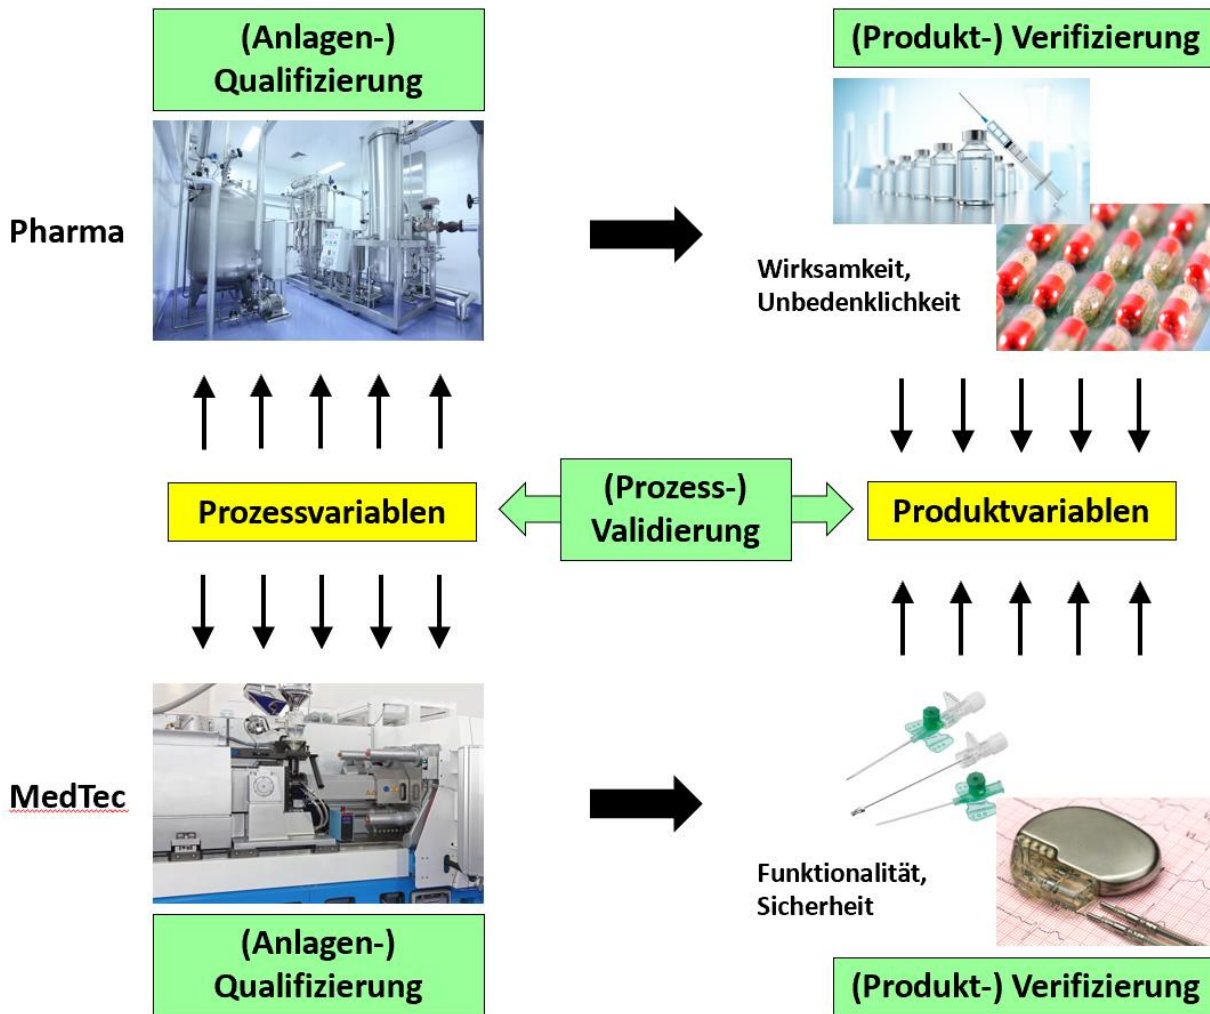 (Anlagen-)
Qualifizierung
(Produkt-) Verifizierung
Pharma
Wirksamkeit,
Unbedenklichkeit
Prozessvariablen
(Prozess-)
Validierung
Produktvariablen
MedTec
Funktionalität,
Sicherheit
(Anlagen-)
Qualifizierung
(Produkt-) Verifizierung